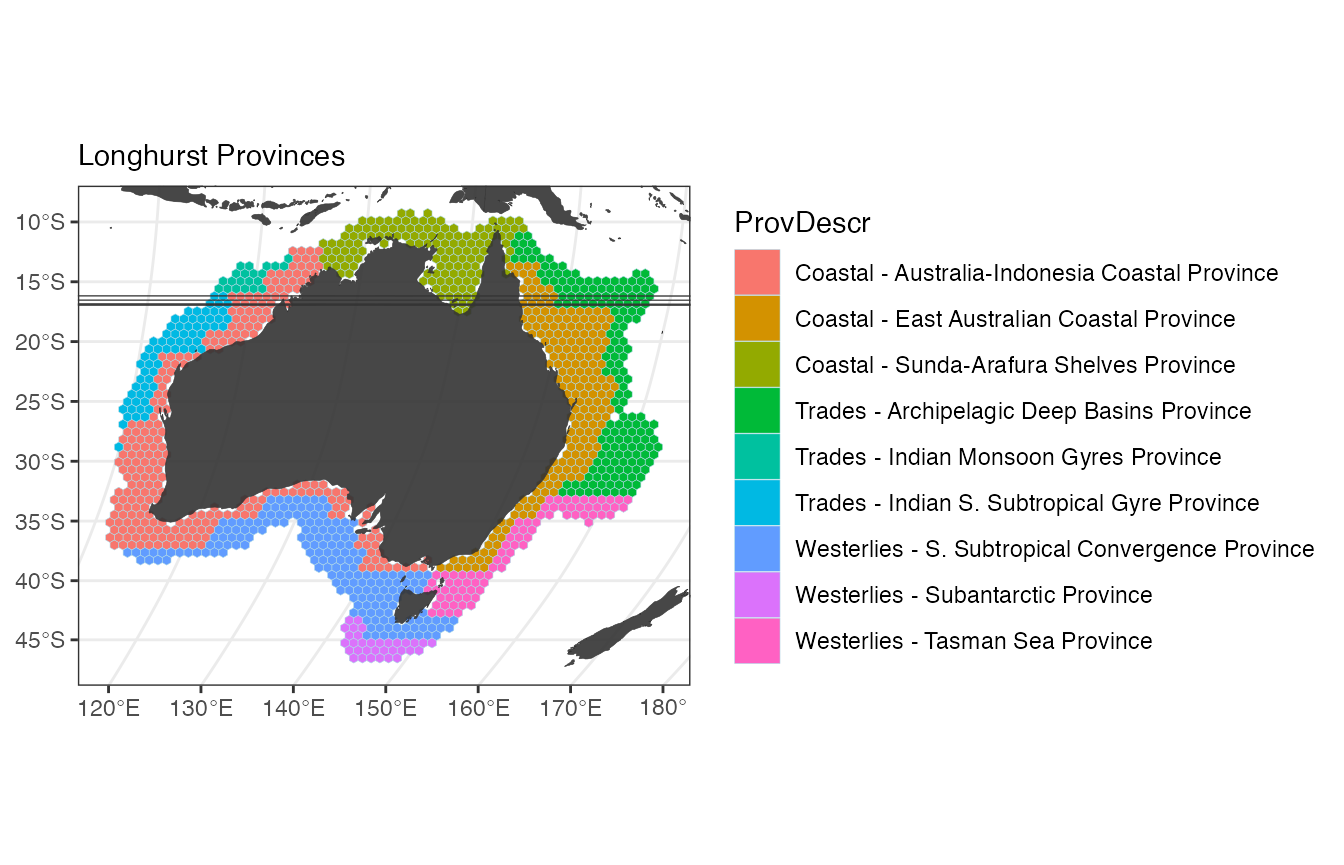 Longhurst Provinces
10°S
15°S
20°S
25°S
30°S
35°S
40°S
45°S
120°E 130°E 140°E 150°E 160°E 170°E 180°
ProvDescr
Coastal - Australia-Indonesia Coastal Province
Coastal - East Australian Coastal Province
Coastal - Sunda-Arafura Shelves Province
Trades - Archipelagic Deep Basins Province
Trades - Indian Monsoon Gyres Province
Trades - Indian S. Subtropical Gyre Province
Westerlies - S. Subtropical Convergence Province
Westerlies - Subantarctic Province
Westerlies - Tasman Sea Province